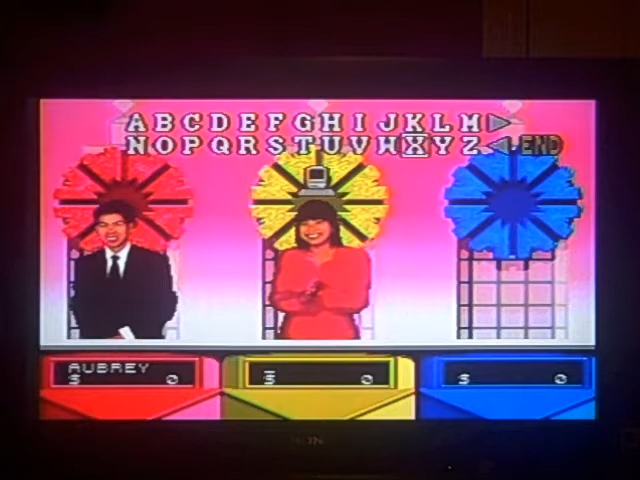 ABCDEFGHIJKLM
NOPQRSTUVWXYZ END
AUBREY
$ 0
$ 0
$ 0